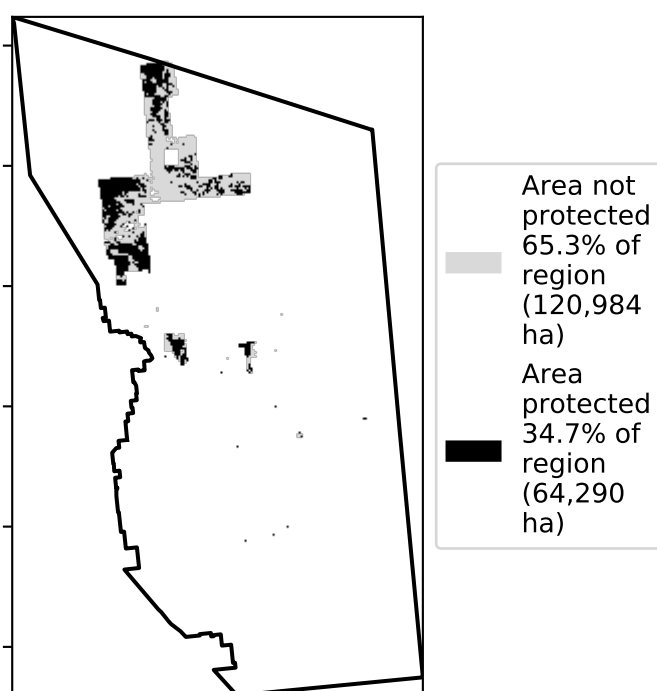 Area not
protected
65.3% of
region
(120,984
ha)
Area
protected
34.7% of
region
(64,290
ha)